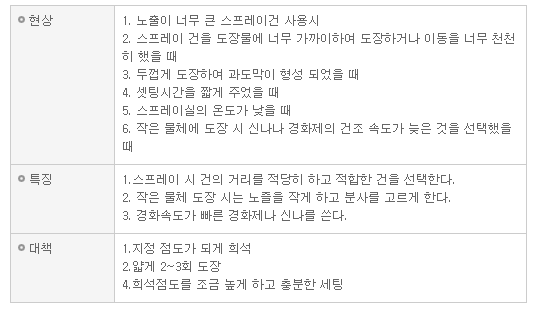 현상
1. 노출이 너무 큰 스프레이건 사용시
2. 스프레이 건을 도장물에 너무 가까이하여 도장하거나 이동을 너무 천천
히 했을 때
3. 두껍게 도장하여 과도막이 형성 되었을 때
4. 셋팅시간을 짧게 주었을 때
5. 스프레이실의 온도가 낮을 때
6. 작은 물체에 도장 시 신나나 경화제의 건조 속도가 늦은 것을 선택했을
때
특징
1.스프레이 시 건의 거리를 적당히 하고 적합한 건을 선택한다.
2. 작은 물체 도장 시는 노즐을 작게 하고 분사를 고르게 한다.
3. 경화속도가 빠른 경화제나 신나를 쓴다.
대책
1.지정 점도가 되게 희석
2.얇게 2~3회 도장
4.희석점도를 조금 높게 하고 충분한 세팅